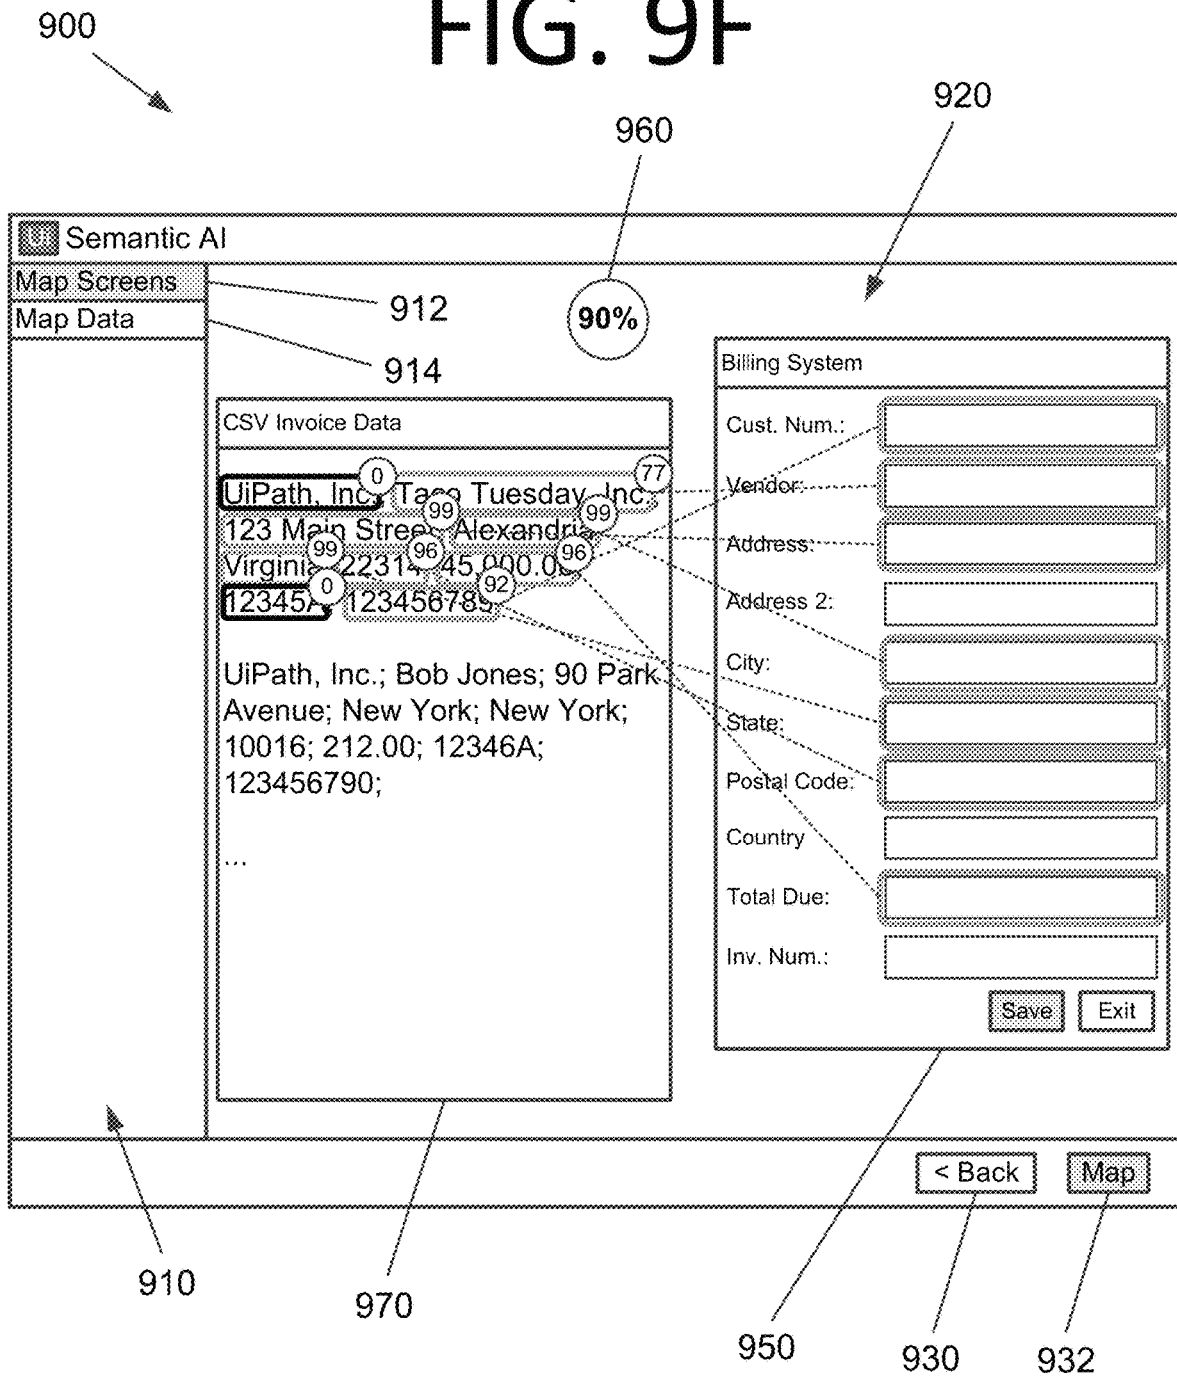 FIG. 9F
900
920
960
Ui Semantic AI
Map Screens
Map Data
912
914
90%
CSV Invoice Data
0
77
UiPath, Inc. Taco Tuesday, Inc.
99
99
123 Main Street Alexandria
99
96
96
Virginia 22314 45,000.00
0
92
12345A 123456789
UiPath, Inc.; Bob Jones; 90 Park
Avenue; New York; New York;
10016; 212.00; 12346A;
123456790;
...
Billing System
Cust. Num.:
Vendor:
Address:
Address 2:
City:
State:
Postal Code:
Country
Total Due:
Inv. Num.:
Save Exit
< Back Map
910
970
950
930
932